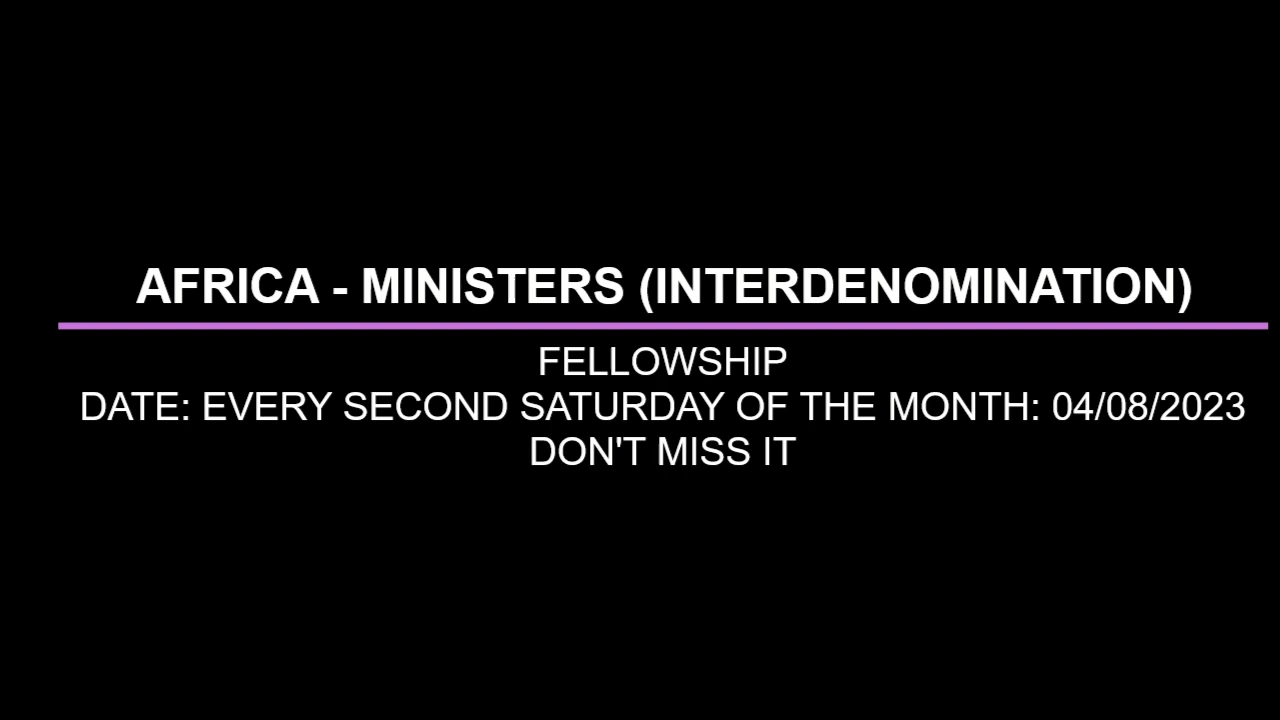 AFRICA - MINISTERS (INTERDENOMINATION)
FELLOWSHIP
DATE: EVERY SECOND SATURDAY OF THE MONTH: 04/08/2023
DON'T MISS IT